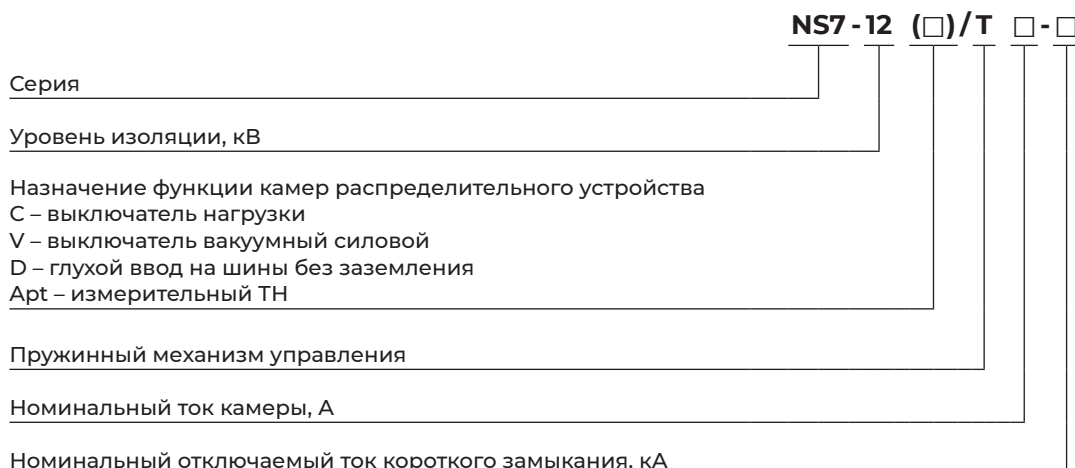 NS7-12 (□)/T □-□
Серия
Уровень изоляции, кВ
Назначение функции камер распределительного устройства
C – выключатель нагрузки
V – выключатель вакуумный силовой
D – глухой ввод на шины без заземления
Apt – измерительный ТН
Пружинный механизм управления
Номинальный ток камеры, А
Номинальный отключаемый ток короткого замыкания, кА